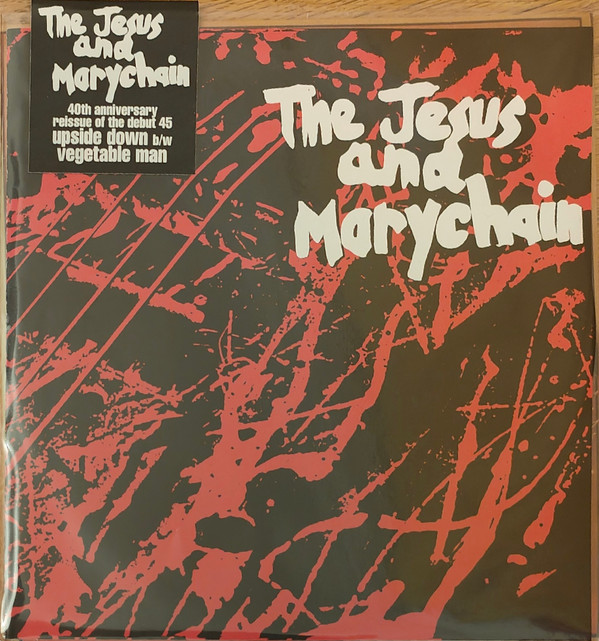 The Jesus
and
Marychain
40th anniversary
reissue of the debut 45
upside down b/w
vegetable man
The Jesus
and
Marychain